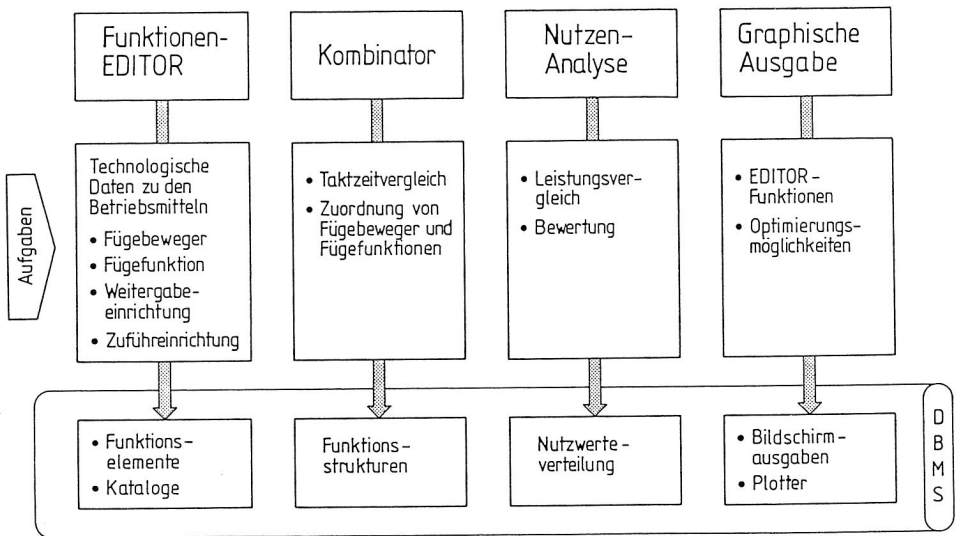 Funktionen-
EDITOR
Kombinator
Nutzen-
Analyse
Graphische
Ausgabe
Aufgaben
Technologische
Daten zu den
Betriebsmitteln
• Fügebeweger
• Fügefunktion
• Weitergabe-
einrichtung
• Zuführeinrichtung
• Taktzeitvergleich
• Zuordnung von
Fügebeweger und
Fügefunktionen
• Leistungsver-
gleich
• Bewertung
• EDITOR-
Funktionen
• Optimierungs-
möglichkeiten
• Funktions-
elemente
• Kataloge
Funktions-
strukturen
Nutzwerte-
verteilung
• Bildschirm-
ausgaben
• Plotter
D
B
M
S